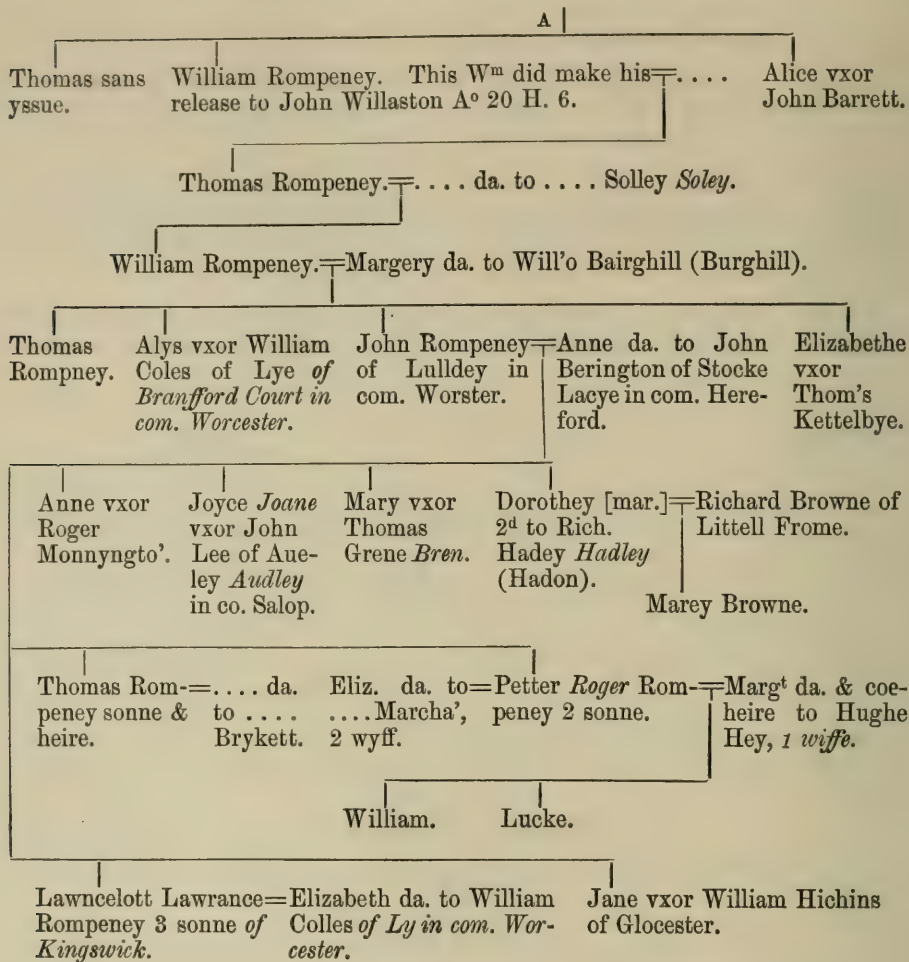 A
Thomas sans
yssue.
William Rompeney. This Wᵐ did make his=. . . .
release to John Willaston Aº 20 H. 6.
Alice vxor
John Barrett.
Thomas Rompeney.=. . . . da. to . . . . Solley Soley.
William Rompeney.=Margery da. to Will'o Bairghill (Burghill).
Thomas
Rompney.
Alys vxor William
Coles of Lye of
Branfford Court in
com. Worcester.
John Rompeney=
of Lulldey in
com. Worster.
Anne da. to John
Berington of Stocke
Lacye in com. Here-
ford.
Elizabethe
vxor
Thom's
Kettelbye.
Anne vxor
Roger
Monnyngto'.
Joyce Joane
vxor John
Lee of Aue-
ley Audley
in co. Salop.
Mary vxor
Thomas
Grene Bren.
Dorothey [mar.]=
2ᵈ to Rich.
Hadey Hadley
(Hadon).
Richard Browne of
Littell Frome.
Marey Browne.
Thomas Rom-=
peney sonne &
heire.
. . . . da.
to . . . .
Brykett.
Eliz. da. to=
. . . . Marcha',
2 wyff.
Petter Roger Rom-=
peney 2 sonne.
Margᵗ da. & coe-
heire to Hughe
Hey, 1 wiffe.
William.
Lucke.
Lawncelott Lawrance=
Rompeney 3 sonne of
Kingswick.
Elizabeth da. to William
Colles of Ly in com. Wor-
cester.
Jane vxor William Hichins
of Glocester.